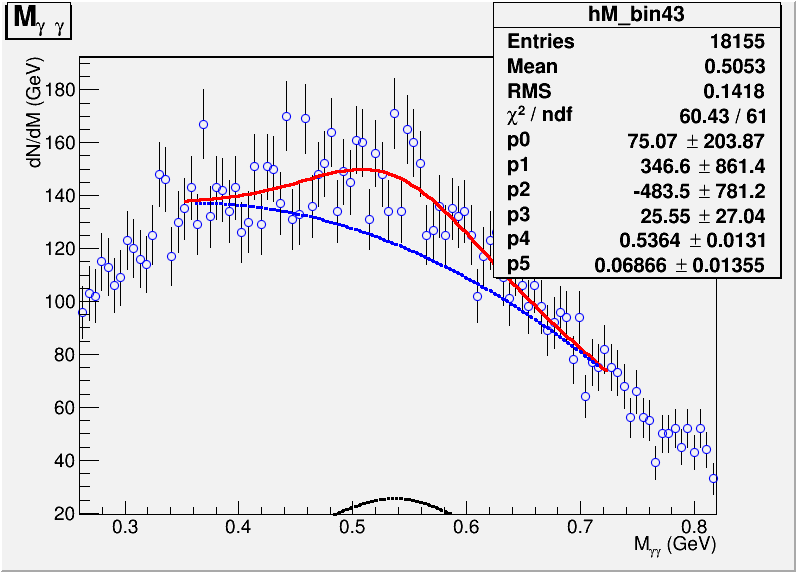 Mγ γ
hM_bin43
Entries 18155
Mean 0.5053
RMS 0.1418
χ² / ndf 60.43 / 61
p0 75.07 ± 203.87
p1 346.6 ± 861.4
p2 -483.5 ± 781.2
p3 25.55 ± 27.04
p4 0.5364 ± 0.0131
p5 0.06866 ± 0.01355
dN/dM (GeV)
180
160
140
120
100
80
60
40
20
0.3 0.4 0.5 0.6 0.7 0.8
Mγγ (GeV)